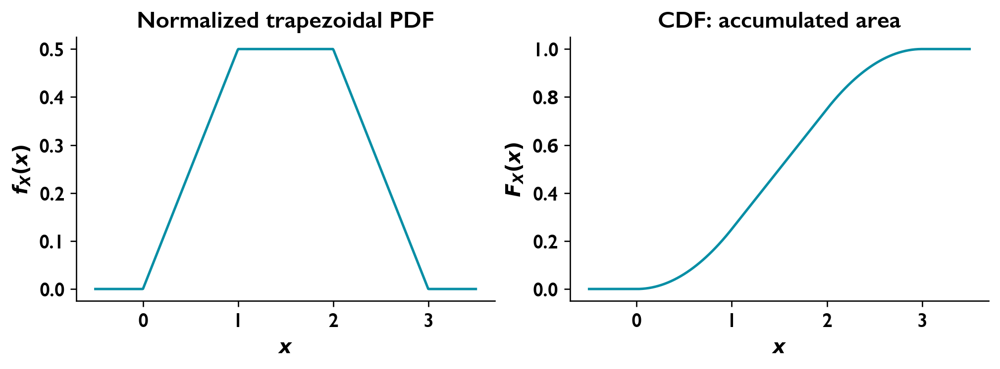 Normalized trapezoidal PDF
0.5
0.4
0.3
0.2
0.1
0.0
f_X(x)
0 1 2 3
x
CDF: accumulated area
1.0
0.8
0.6
0.4
0.2
0.0
F_X(x)
0 1 2 3
x